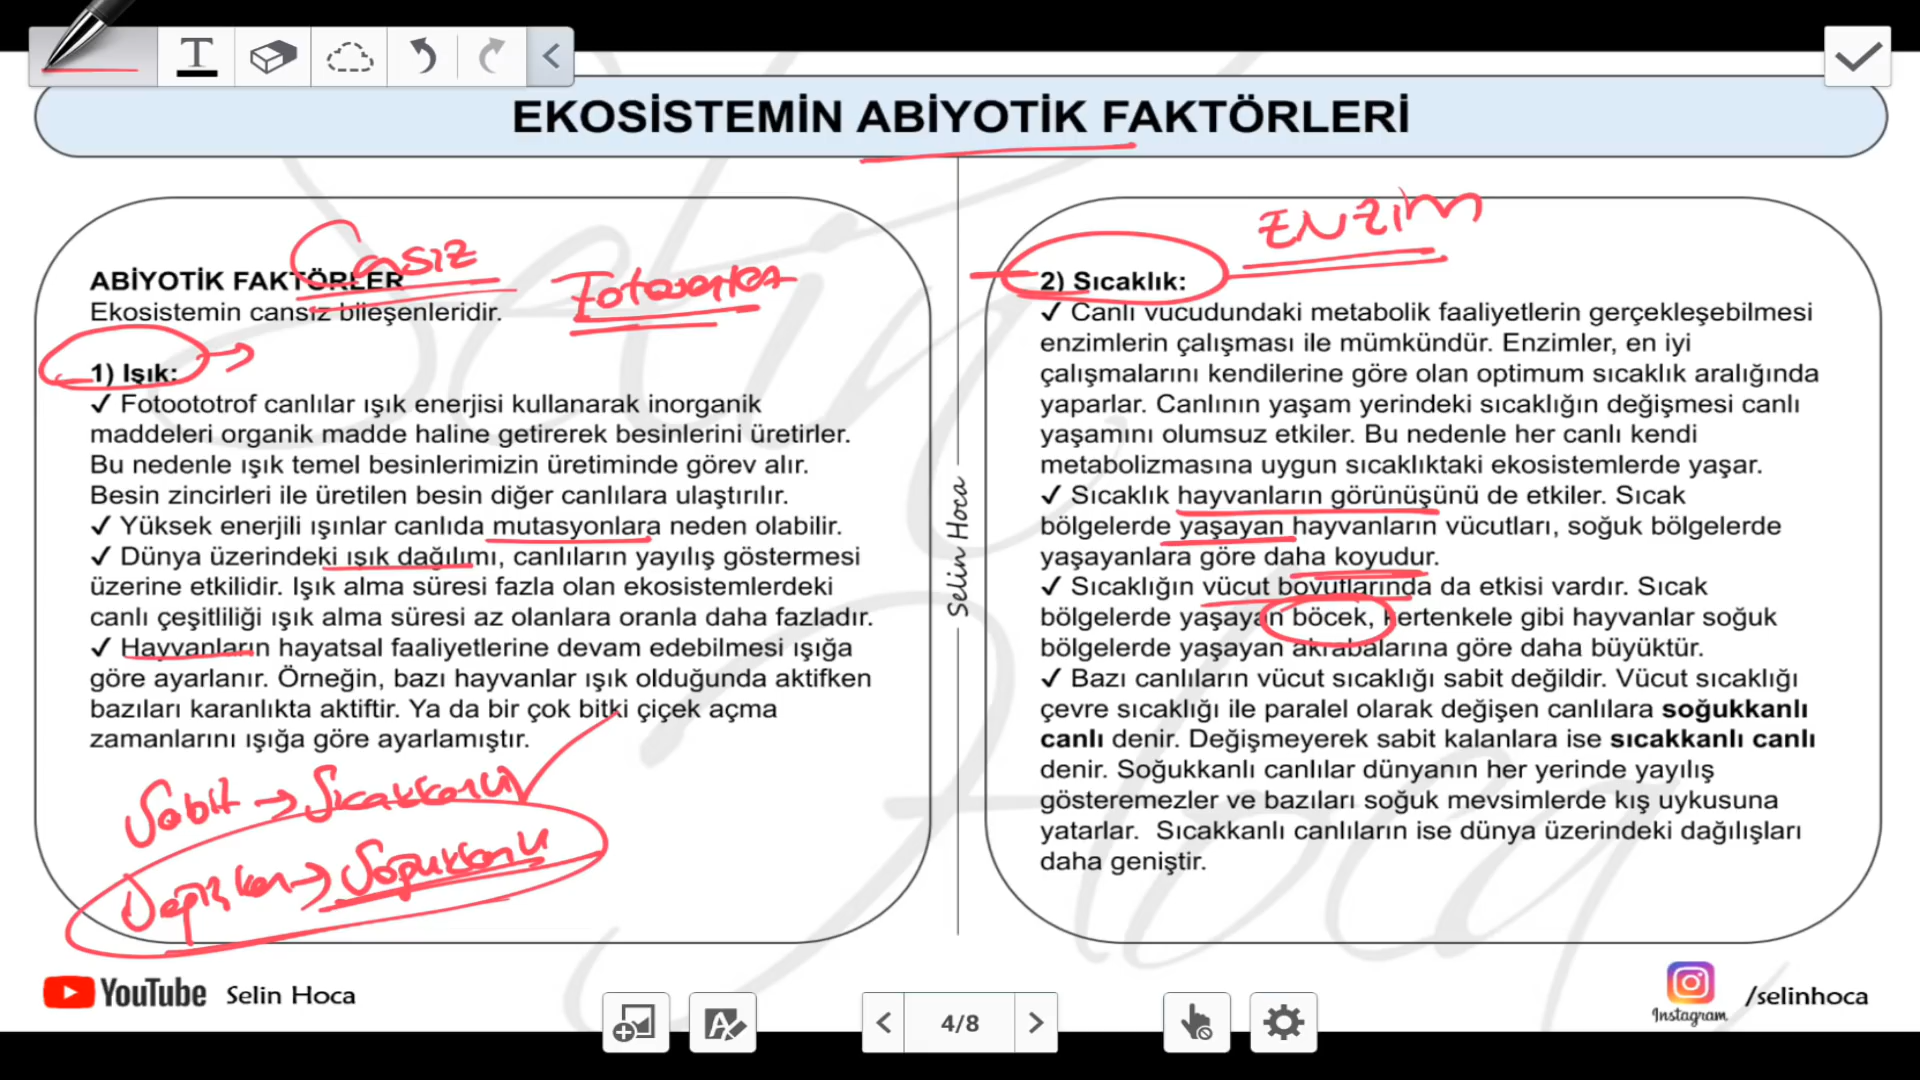 EKOSİSTEMİN ABİYOTİK FAKTÖRLERİ
Cansız
ABİYOTİK FAKTÖRLER
Ekosistemin cansız bileşenleridir.
1) Işık:
✓ Fotoototrof canlılar ışık enerjisi kullanarak inorganik
maddeleri organik madde haline getirerek besinlerini üretirler.
Bu nedenle ışık temel besinlerimizin üretiminde görev alır.
Besin zincirleri ile üretilen besin diğer canlılara ulaştırılır.
✓ Yüksek enerjili ışınlar canlıda mutasyonlara neden olabilir.
✓ Dünya üzerindeki ışık dağılımı, canlıların yayılış göstermesi
üzerine etkilidir. Işık alma süresi fazla olan ekosistemlerdeki
canlı çeşitliliği ışık alma süresi az olanlara oranla daha fazladır.
✓ Hayvanların hayatsal faaliyetlerine devam edebilmesi ışığa
göre ayarlanır. Örneğin, bazı hayvanlar ışık olduğunda aktifken
bazıları karanlıkta aktiftir. Ya da bir çok bitki çiçek açma
zamanlarını ışığa göre ayarlamıştır.
Sabit → Sıcakkanlı
Değişken → Soğukkanlı
Selin Hoca
ENZİM
2) Sıcaklık:
✓ Canlı vücudundaki metabolik faaliyetlerin gerçekleşebilmesi
enzimlerin çalışması ile mümkündür. Enzimler, en iyi
çalışmalarını kendilerine göre olan optimum sıcaklık aralığında
yaparlar. Canlının yaşam yerindeki sıcaklığın değişmesi canlı
yaşamını olumsuz etkiler. Bu nedenle her canlı kendi
metabolizmasına uygun sıcaklıktaki ekosistemlerde yaşar.
✓ Sıcaklık hayvanların görünüşünü de etkiler. Sıcak
bölgelerde yaşayan hayvanların vücutları, soğuk bölgelerde
yaşayanlara göre daha koyudur.
✓ Sıcaklığın vücut boyutlarında da etkisi vardır. Sıcak
bölgelerde yaşayan böcek, kertenkele gibi hayvanlar soğuk
bölgelerde yaşayan akrabalarına göre daha büyüktür.
✓ Bazı canlıların vücut sıcaklığı sabit değildir. Vücut sıcaklığı
çevre sıcaklığı ile paralel olarak değişen canlılara soğukkanlı
canlı denir. Değişmeyerek sabit kalanlara ise sıcakkanlı canlı
denir. Soğukkanlı canlılar dünyanın her yerinde yayılış
gösteremezler ve bazıları soğuk mevsimlerde kış uykusuna
yatarlar. Sıcakkanlı canlıların ise dünya üzerindeki dağılışları
daha geniştir.
YouTube Selin Hoca
4/8
Instagram /selinhoca